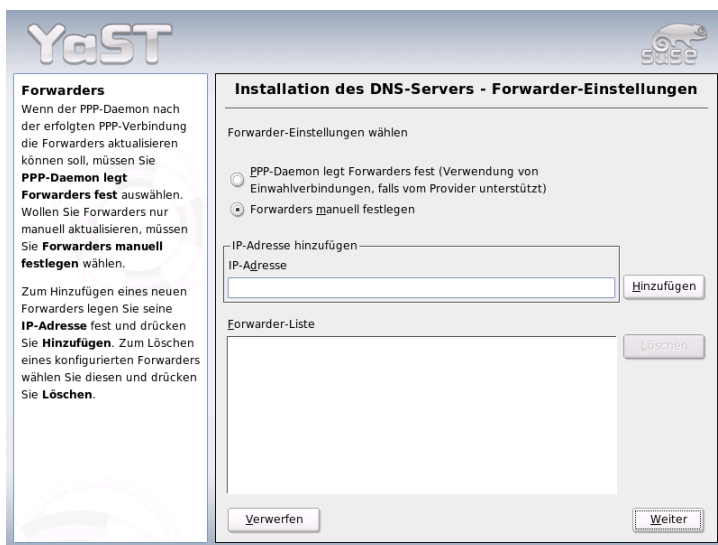 YaST
suse
Forwarders
Wenn der PPP-Daemon nach
der erfolgten PPP-Verbindung
die Forwarders aktualisieren
können soll, müssen Sie
PPP-Daemon legt
Forwarders fest auswählen.
Wollen Sie Forwarders nur
manuell aktualisieren, müssen
Sie Forwarders manuell
festlegen wählen.
Zum Hinzufügen eines neuen
Forwarders legen Sie seine
IP-Adresse fest und drücken
Sie Hinzufügen. Zum Löschen
eines konfigurierten Forwarders
wählen Sie diesen und drücken
Sie Löschen.
Installation des DNS-Servers - Forwarder-Einstellungen
Forwarder-Einstellungen wählen
PPP-Daemon legt Forwarders fest (Verwendung von
Einwahlverbindungen, falls vom Provider unterstützt)
Forwarders manuell festlegen
IP-Adresse hinzufügen
IP-Adresse
Hinzufügen
Forwarder-Liste
Löschen
Verwerfen
Weiter